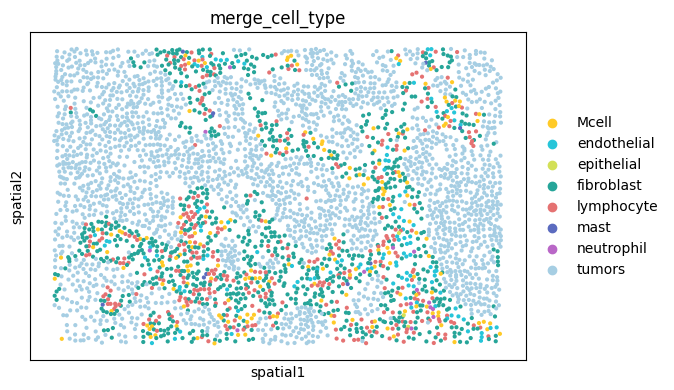 merge_cell_type
spatial2
spatial1
Mcell
endothelial
epithelial
fibroblast
lymphocyte
mast
neutrophil
tumors